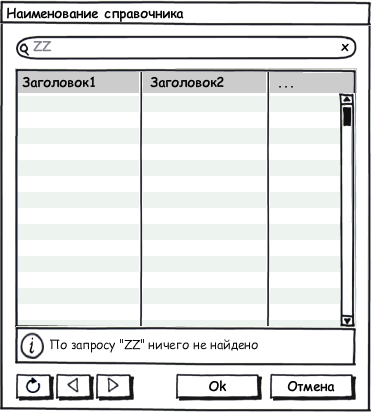 Наименование справочника
ZZ x
Заголовок1 Заголовок2 ...
i По запросу "ZZ" ничего не найдено
Ok Отмена